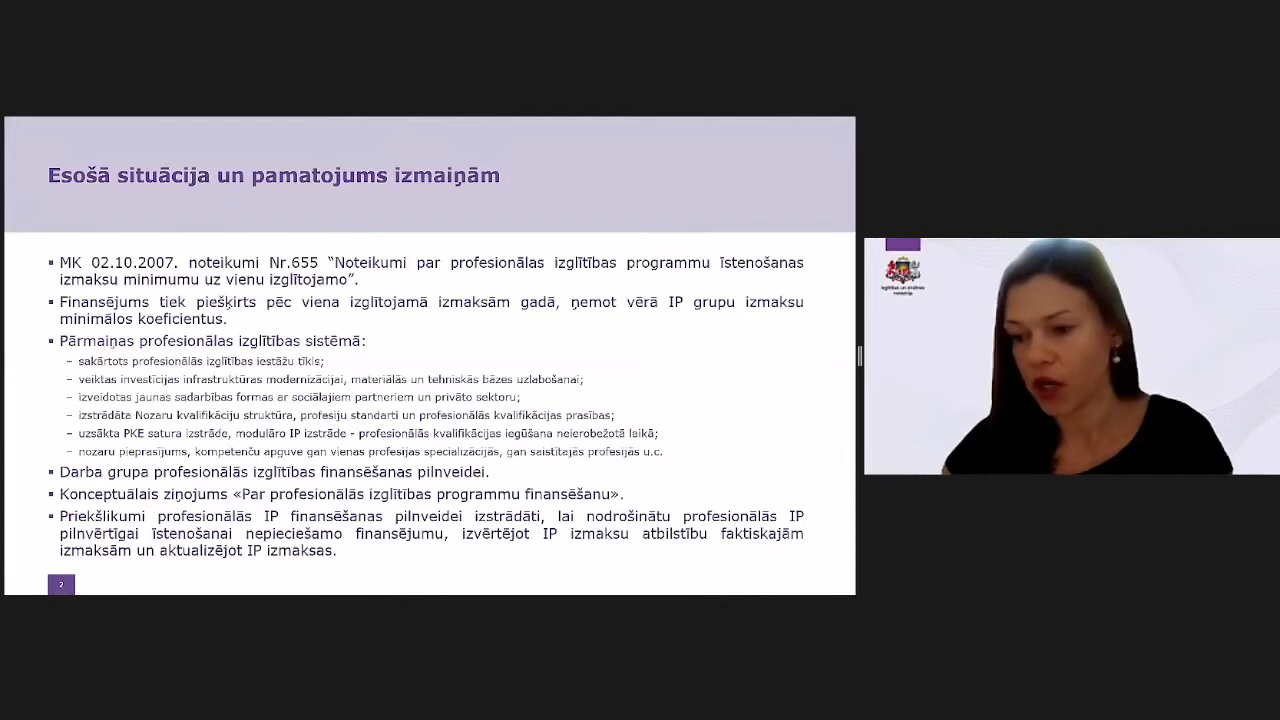 Esošā situācija un pamatojums izmaiņām
▪ MK 02.10.2007. noteikumi Nr.655 “Noteikumi par profesionālas izglītības programmu īstenošanas
izmaksu minimumu uz vienu izglītojamo”.
▪ Finansējums tiek piešķirts pēc viena izglītojamā izmaksām gadā, ņemot vērā IP grupu izmaksu
minimālos koeficientus.
▪ Pārmaiņas profesionālas izglītības sistēmā:
– sakārtots profesionālās izglītības iestāžu tīkls;
– veiktas investīcijas infrastruktūras modernizācijai, materiālās un tehniskās bāzes uzlabošanai;
– izveidotas jaunas sadarbības formas ar sociālajiem partneriem un privāto sektoru;
– izstrādāta Nozaru kvalifikāciju struktūra, profesiju standarti un profesionālās kvalifikācijas prasības;
– uzsākta PKE satura izstrāde, modulāro IP izstrāde - profesionālās kvalifikācijas iegūšana neierobežotā laikā;
– nozaru pieprasījums, kompetenču apguve gan vienas profesijas specializācijās, gan saistītajās profesijās u.c.
▪ Darba grupa profesionālās izglītības finansēšanas pilnveidei.
▪ Konceptuālais ziņojums «Par profesionālās izglītības programmu finansēšanu».
▪ Priekšlikumi profesionālās IP finansēšanas pilnveidei izstrādāti, lai nodrošinātu profesionālās IP
pilnvērtīgai īstenošanai nepieciešamo finansējumu, izvērtējot IP izmaksu atbilstību faktiskajām
izmaksām un aktualizējot IP izmaksas.
2
Izglītības un zinātnes
ministrija